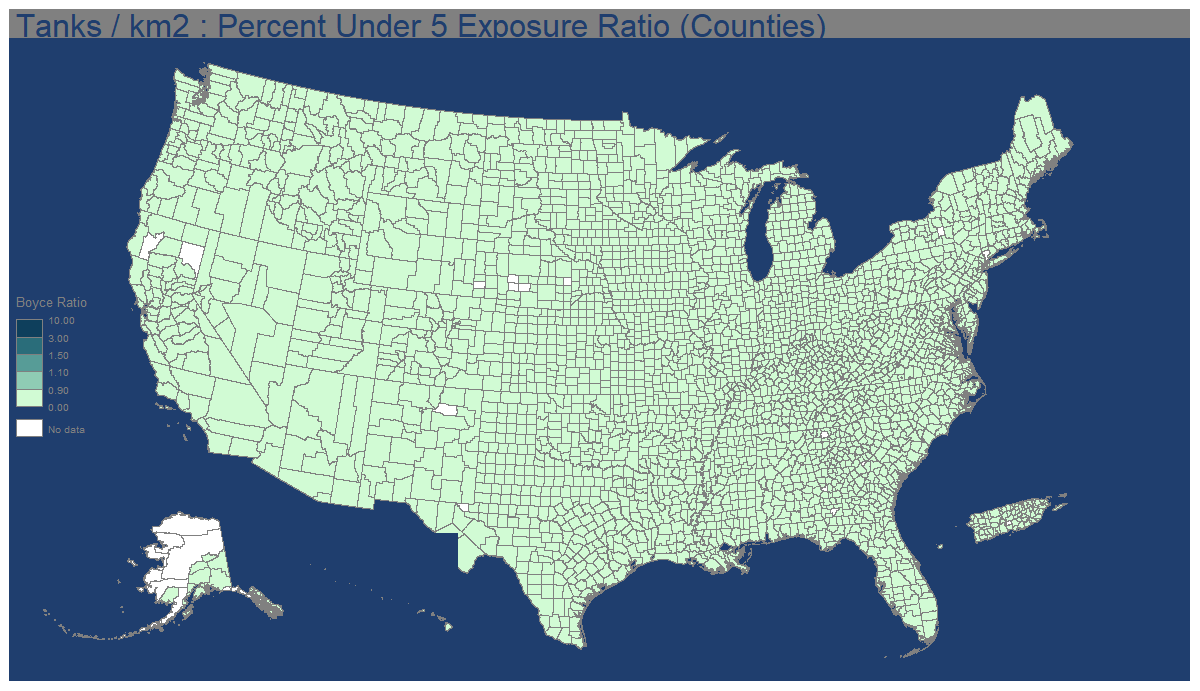 Tanks / km2 : Percent Under 5 Exposure Ratio (Counties)
Boyce Ratio
10.00
3.00
1.50
1.10
0.90
0.00
No data